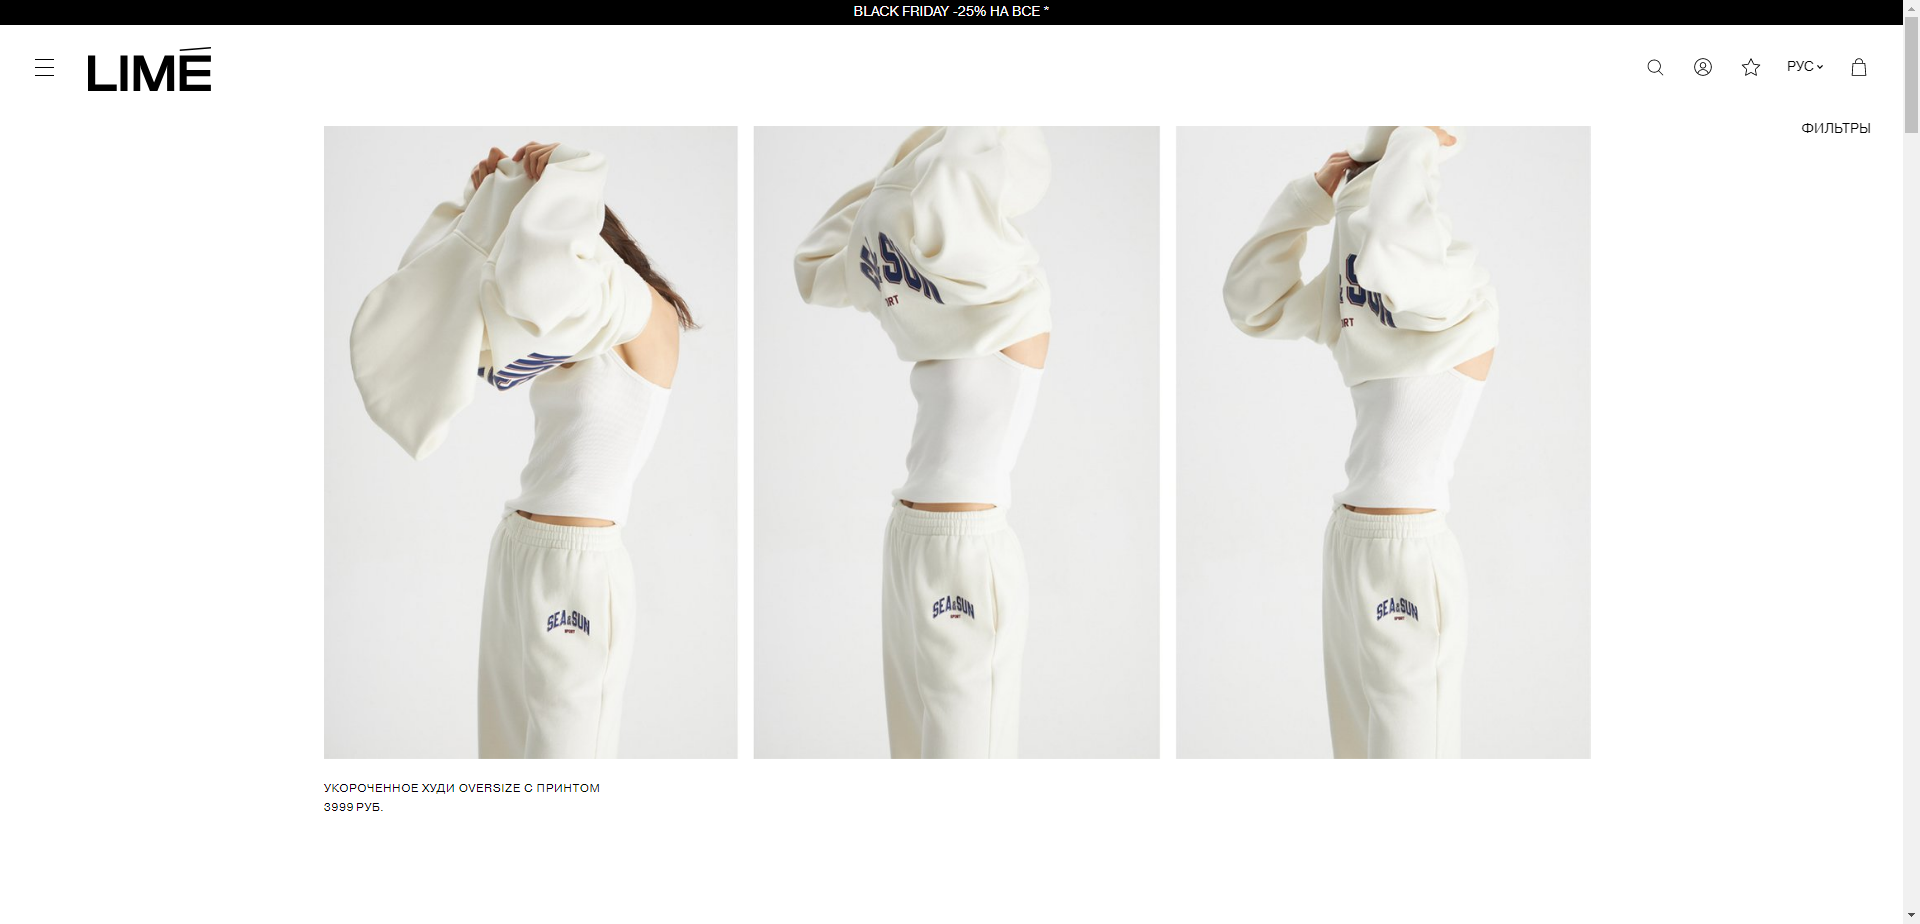 BLACK FRIDAY -25% НА ВСЕ *
LIMÉ
РУС
ФИЛЬТРЫ
SUN
SEA&SUN
SPORT
SEA&SUN
SPORT
SEA&SUN
SPORT
УКОРОЧЕННОЕ ХУДИ OVERSIZE С ПРИНТОМ
3999 РУБ.